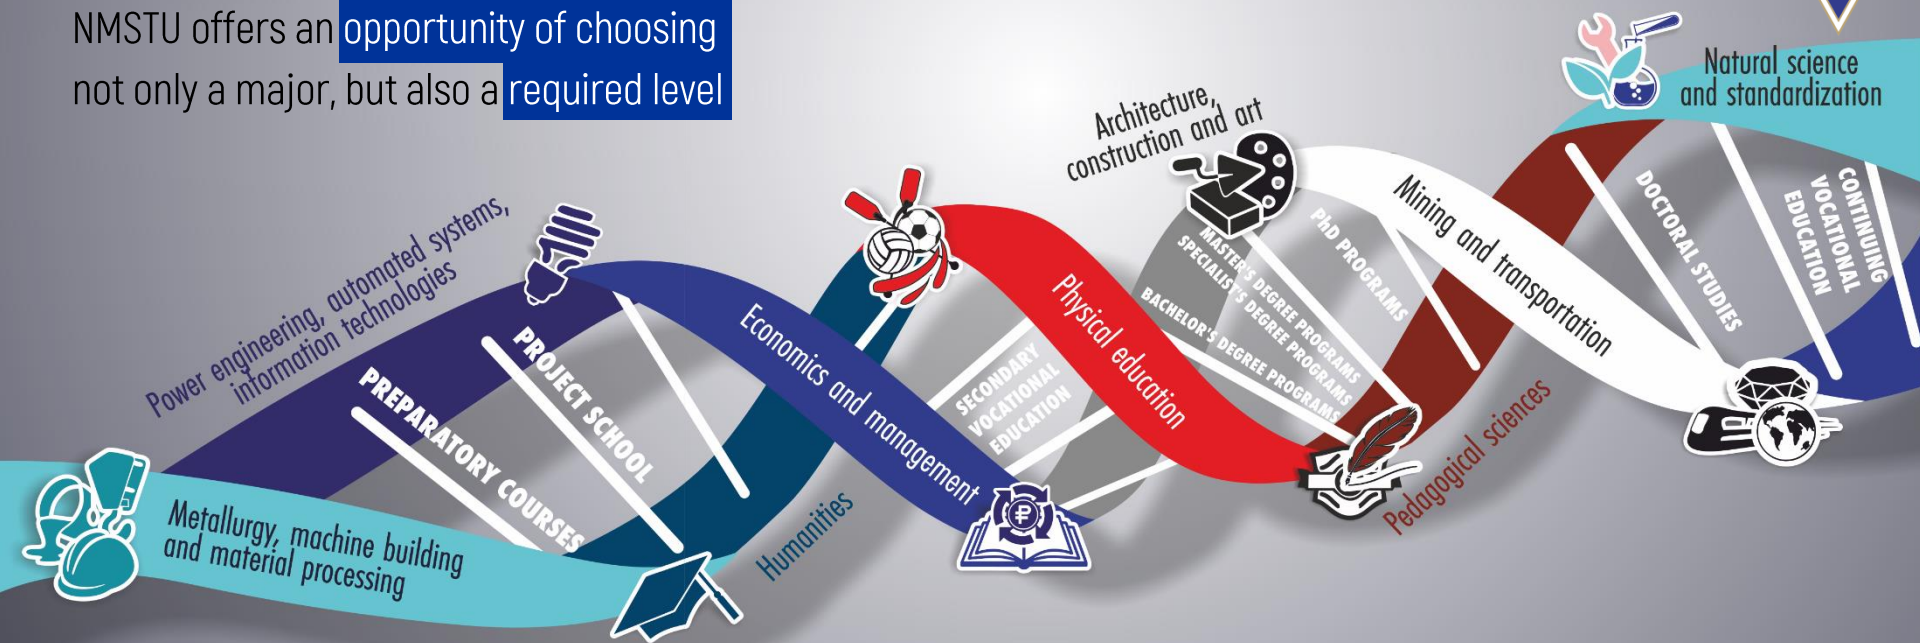 NMSTU offers an opportunity of choosing
not only a major, but also a required level
Natural science
and standardization
Architecture,
construction and art
Mining and transportation
DOCTORAL STUDIES
CONTINUING
VOCATIONAL
EDUCATION
Power engineering, automated systems,
information technologies
PhD PROGRAMS
MASTER'S DEGREE PROGRAMS
SPECIALIST'S DEGREE PROGRAMS
BACHELOR'S DEGREE PROGRAMS
Physical education
Economics and management
SECONDARY
VOCATIONAL
EDUCATION
PROJECT SCHOOL
PREPARATORY COURSES
Pedagogical sciences
Humanities
Metallurgy, machine building
and material processing
₽